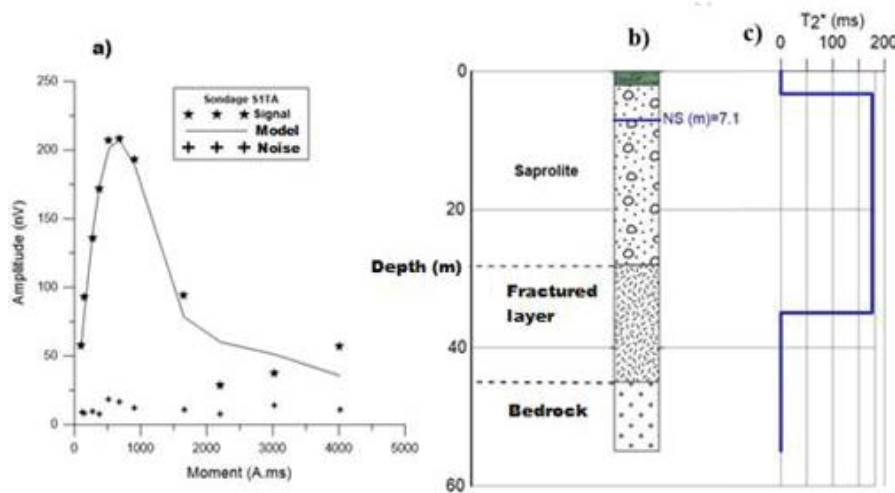 a)
250
200
150
100
50
0
Amplitude (nV)
Sondage S1TA
Signal
Model
Noise
0 1000 2000 3000 4000 5000
Moment (A.ms)
b)
NS (m)=7.1
Saprolite
Depth (m)
Fractured
layer
Bedrock
0
20
40
60
c)
T2* (ms)
0 100 200